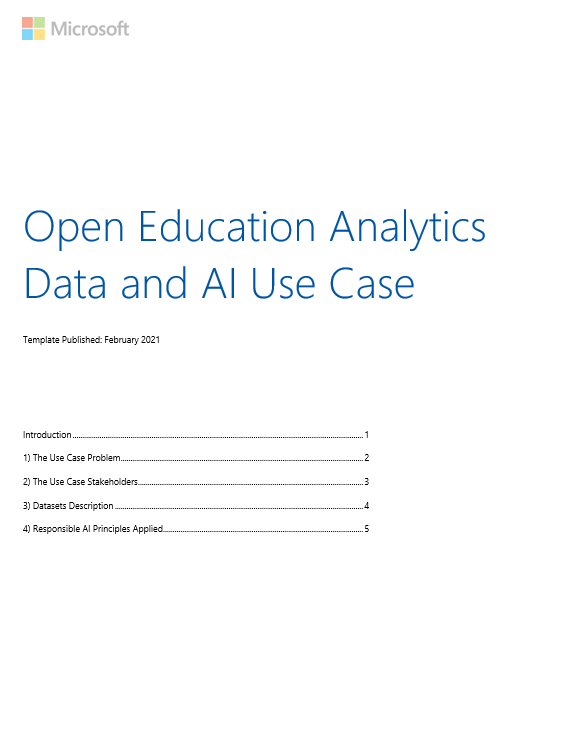 Microsoft
Open Education Analytics
Data and AI Use Case
Template Published: February 2021
Introduction ........ 1
1) The Use Case Problem ........ 2
2) The Use Case Stakeholders ........ 3
3) Datasets Description ........ 4
4) Responsible AI Principles Applied ........ 5